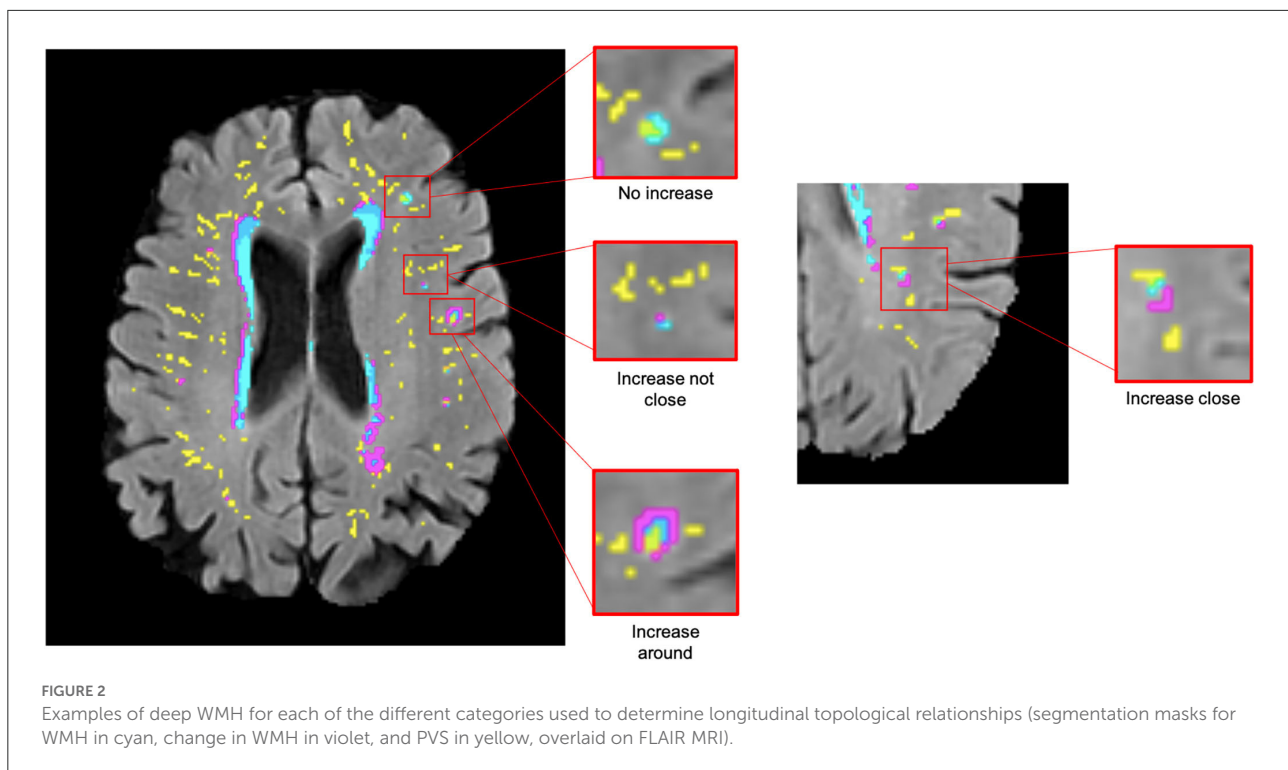 No increase
Increase not
close
Increase close
Increase
around
FIGURE 2
Examples of deep WMH for each of the different categories used to determine longitudinal topological relationships (segmentation masks for
WMH in cyan, change in WMH in violet, and PVS in yellow, overlaid on FLAIR MRI).